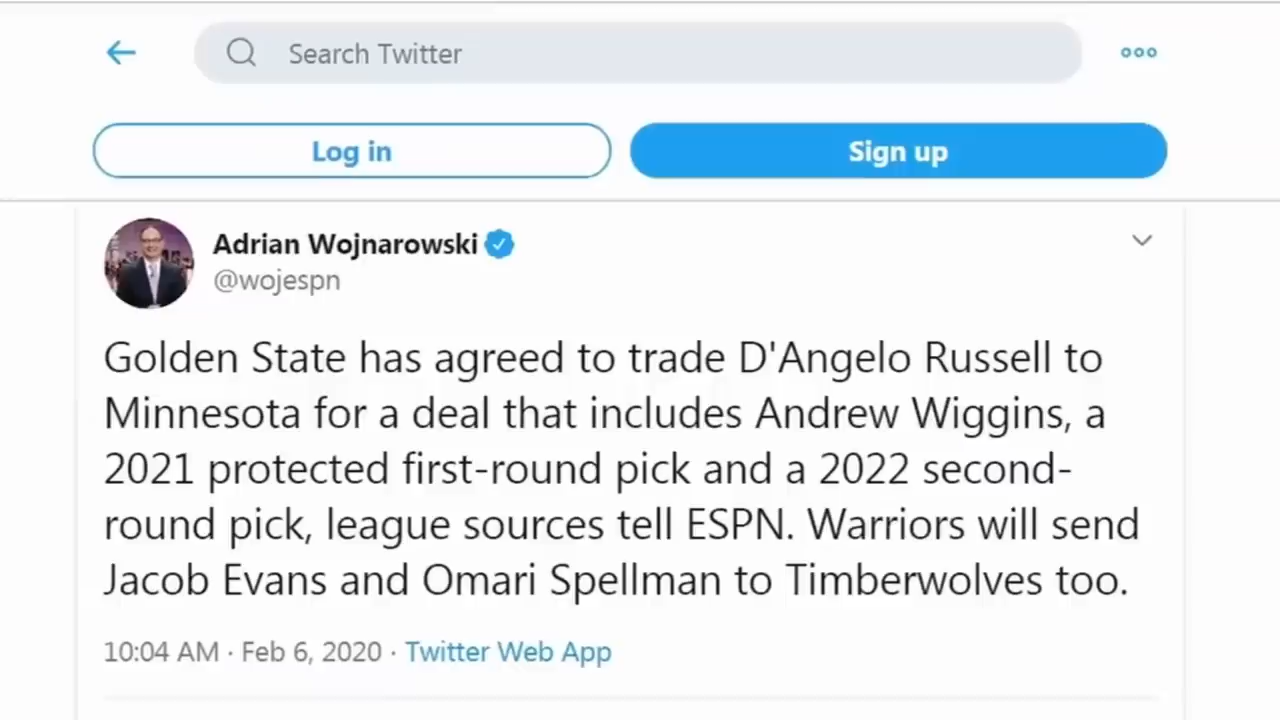 Search Twitter
Log in
Sign up
Adrian Wojnarowski
@wojespn
Golden State has agreed to trade D'Angelo Russell to
Minnesota for a deal that includes Andrew Wiggins, a
2021 protected first-round pick and a 2022 second-
round pick, league sources tell ESPN. Warriors will send
Jacob Evans and Omari Spellman to Timberwolves too.
10:04 AM · Feb 6, 2020 · Twitter Web App